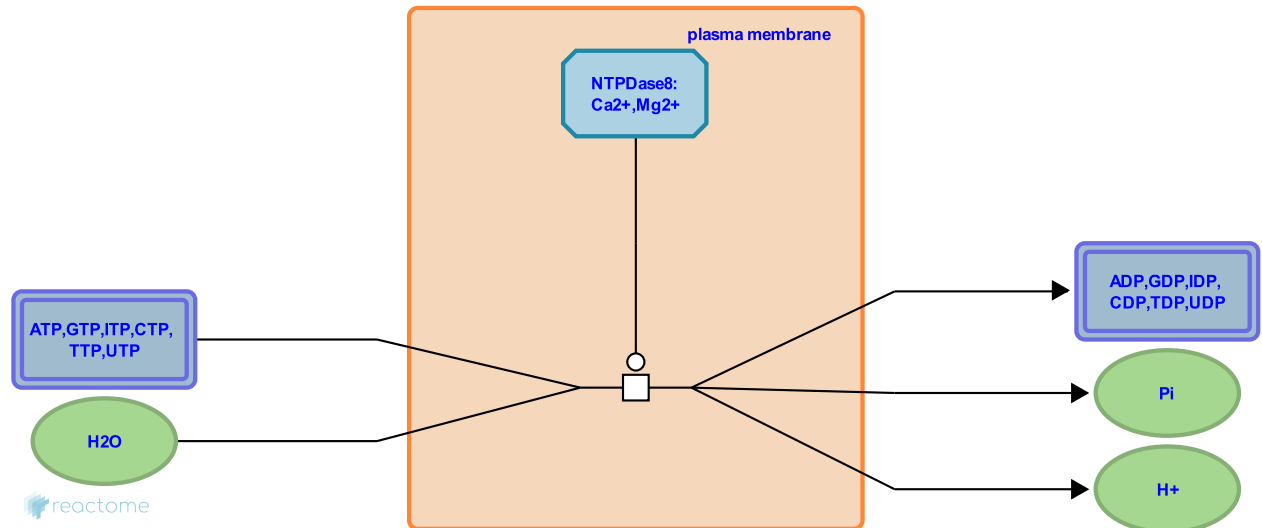 plasma membrane
NTPDase8:
Ca2+,Mg2+
ATP,GTP,ITP,CTP,
TTP,UTP
H2O
ADP,GDP,IDP,
CDP,TDP,UDP
Pi
H+
reactome